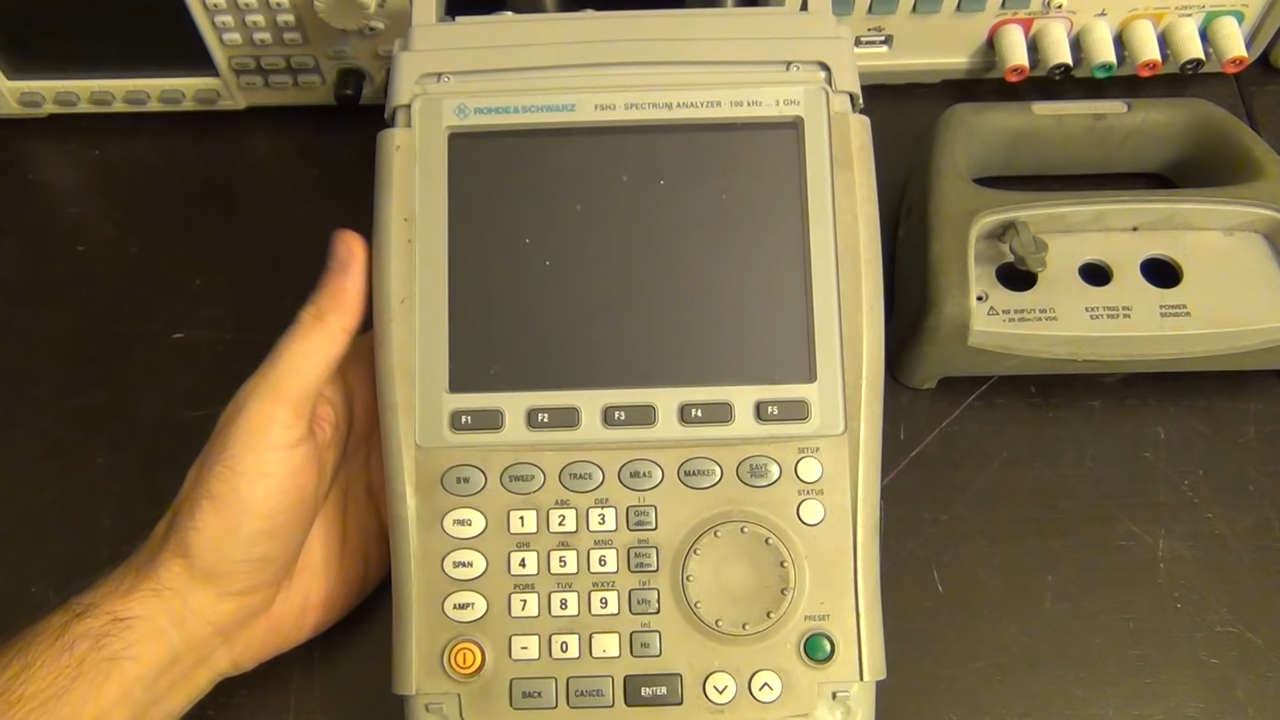 ROHDE&SCHWARZ FSH3 · SPECTRUM ANALYZER · 100 kHz ... 3 GHz
F1 F2 F3 F4 F5
BW SWEEP TRACE MEAS MARKER SAVE PRINT
SETUP
STATUS
ABC DEF
FREQ 1 2 3 GHz -dBm
GHI JKL MNO (m)
SPAN 4 5 6 MHz dBm
PQRS TUV WXYZ (µ)
AMPT 7 8 9 kHz
(n)
- 0 . Hz
PRESET
BACK CANCEL ENTER
RF INPUT 50 Ω
EXT TRIG IN/
EXT REF IN
POWER
SENSOR